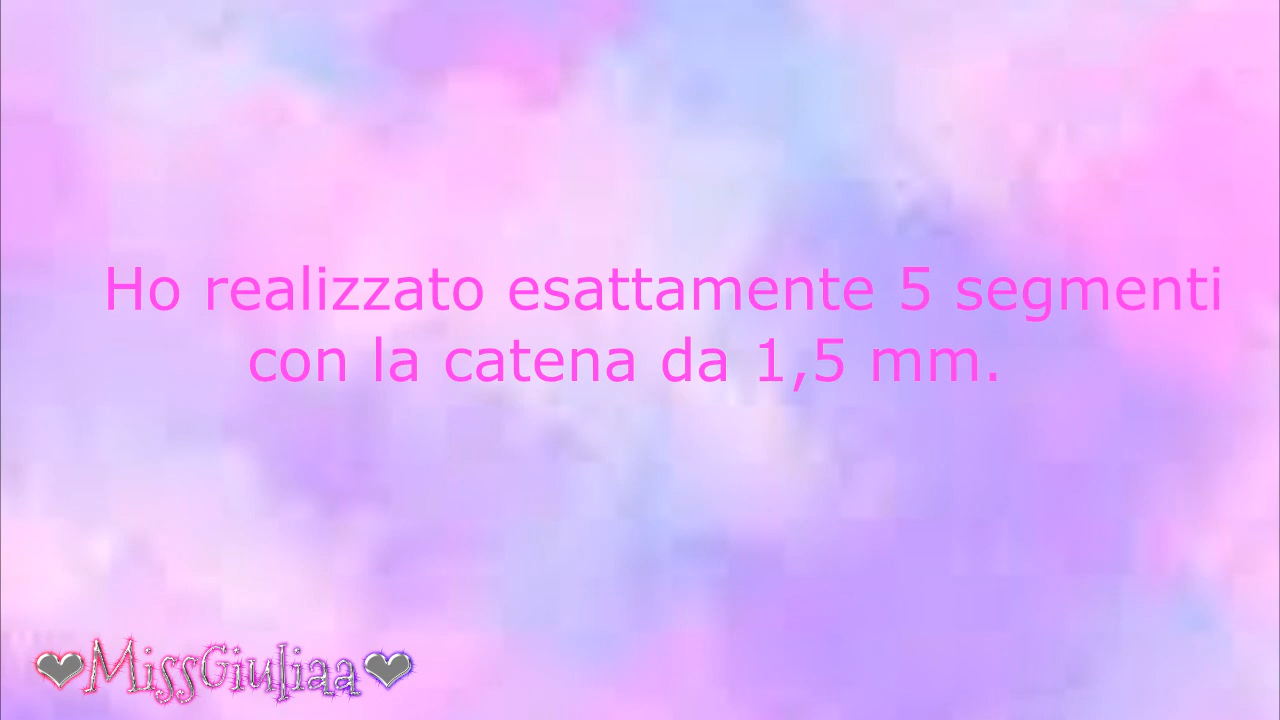 Ho realizzato esattamente 5 segmenti
con la catena da 1,5 mm.
❤MissGiuliaa❤